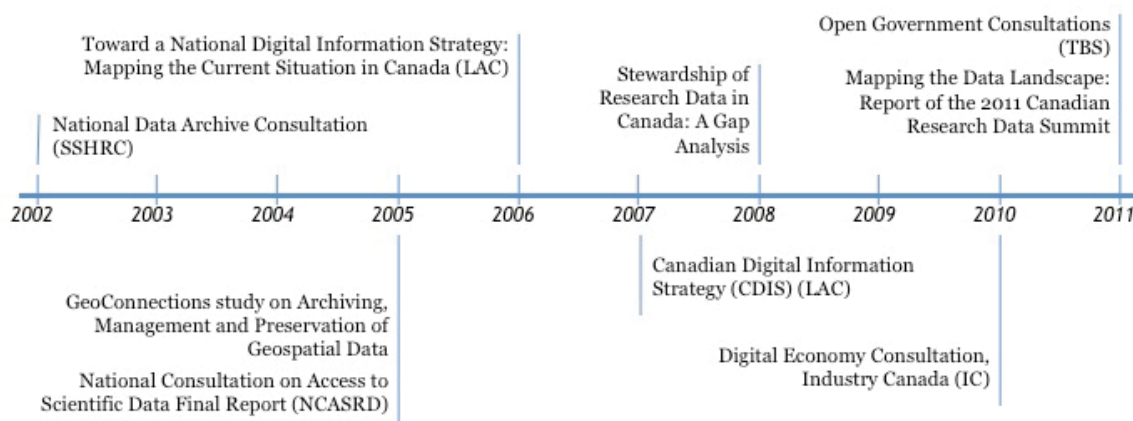 Toward a National Digital Information Strategy:
Mapping the Current Situation in Canada (LAC)
Open Government Consultations
(TBS)
Stewardship of
Research Data in
Canada: A Gap
Analysis
Mapping the Data Landscape:
Report of the 2011 Canadian
Research Data Summit
National Data Archive Consultation
(SSHRC)
2002 2003 2004 2005 2006 2007 2008 2009 2010 2011
GeoConnections study on Archiving,
Management and Preservation of
Geospatial Data
National Consultation on Access to
Scientific Data Final Report (NCASRD)
Canadian Digital Information
Strategy (CDIS) (LAC)
Digital Economy Consultation,
Industry Canada (IC)